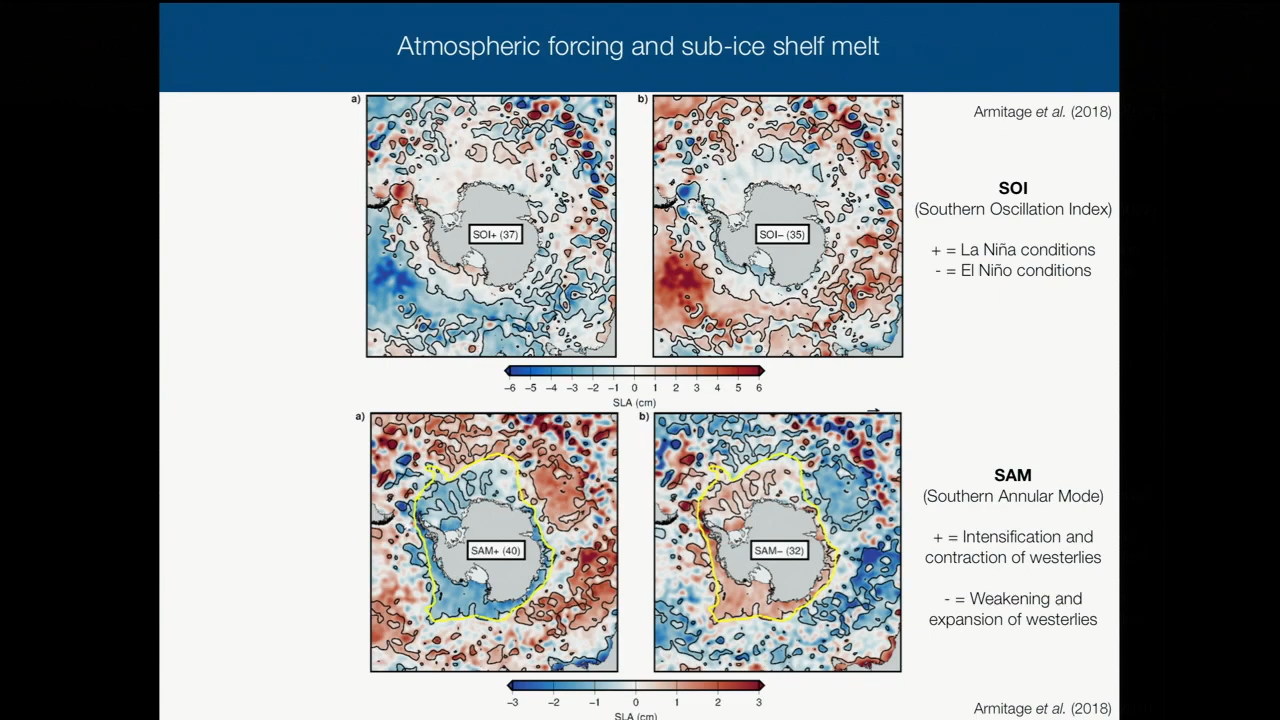 Atmospheric forcing and sub-ice shelf melt
a)
b)
Armitage et al. (2018)
SOI+ (37)
SOI− (35)
SOI
(Southern Oscillation Index)
+ = La Niña conditions
- = El Niño conditions
−6 −5 −4 −3 −2 −1 0 1 2 3 4 5 6
SLA (cm)
a)
b)
SAM+ (40)
SAM− (32)
SAM
(Southern Annular Mode)
+ = Intensification and
contraction of westerlies
- = Weakening and
expansion of westerlies
−3 −2 −1 0 1 2 3
SLA (cm)
Armitage et al. (2018)